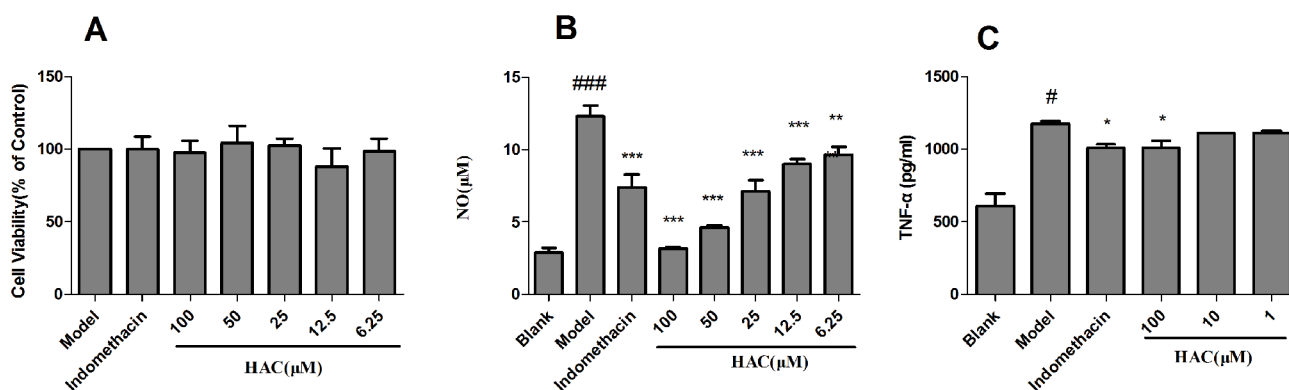 A
Cell Viability(% of Control)
150
100
50
0
Model
Indomethacin
100
50
25
12.5
6.25
HAC(μM)
B
NO(μM)
15
10
5
0
###
***
***
***
***
***
**
**
Blank
Model
Indomethacin
100
50
25
12.5
6.25
HAC(μM)
C
TNF-α (pg/ml)
1500
1000
500
0
#
*
*
Blank
Model
Indomethacin
100
10
1
HAC(μM)